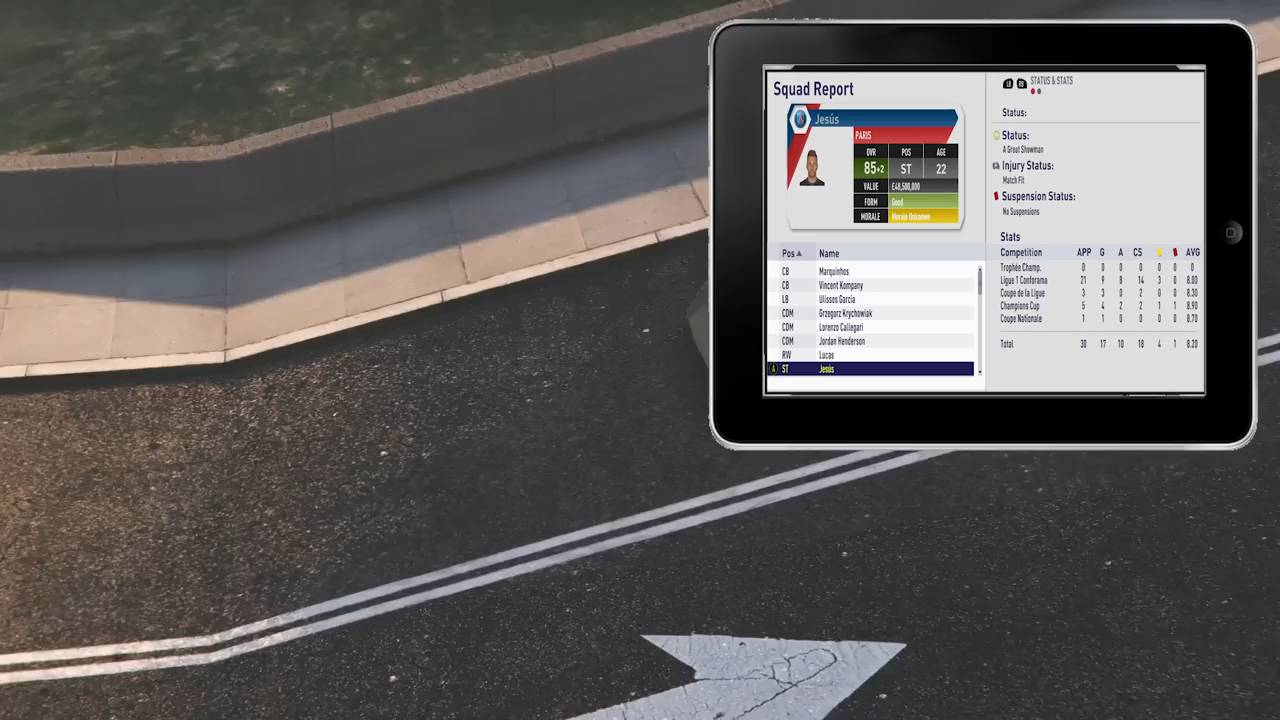 Squad Report
Jesús
PARIS
OVR POS AGE
85+2 ST 22
VALUE £48,500,000
FORM Good
MORALE Morale Unknown
Pos Name
CB Marquinhos
CB Vincent Kompany
LB Ulisses Garcia
CDM Grzegorz Krychowiak
CDM Lorenzo Callegari
CDM Jordan Henderson
RW Lucas
A ST Jesús
STATUS & STATS
Status:
Status:
A Great Showman
Injury Status:
Match Fit
Suspension Status:
No Suspensions
Stats
Competition APP G A CS AVG
Trophée Champ. 0 0 0 0 0 0 0
Ligue 1 Conforama 21 9 8 14 3 0 8.00
Coupe de la Ligue 3 3 0 2 0 0 8.30
Champions Cup 5 4 2 2 1 1 8.90
Coupe Nationale 1 1 0 0 0 0 8.70
Total 30 17 10 18 4 1 8.20